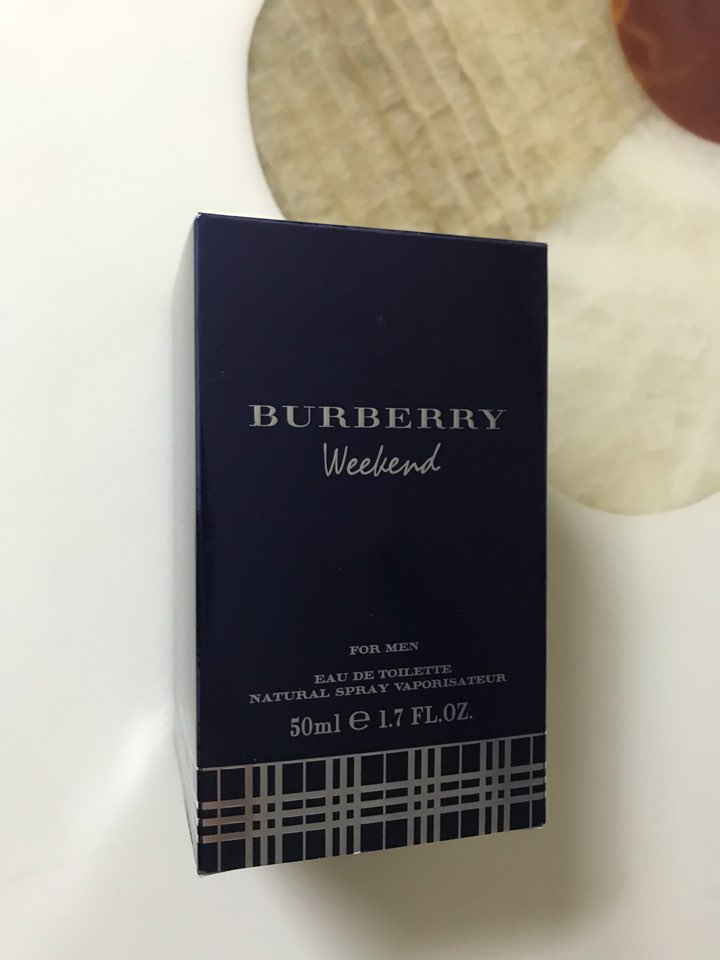 BURBERRY
Weekend
FOR MEN
EAU DE TOILETTE
NATURAL SPRAY VAPORISATEUR
50ml ℮ 1.7 FL.OZ.